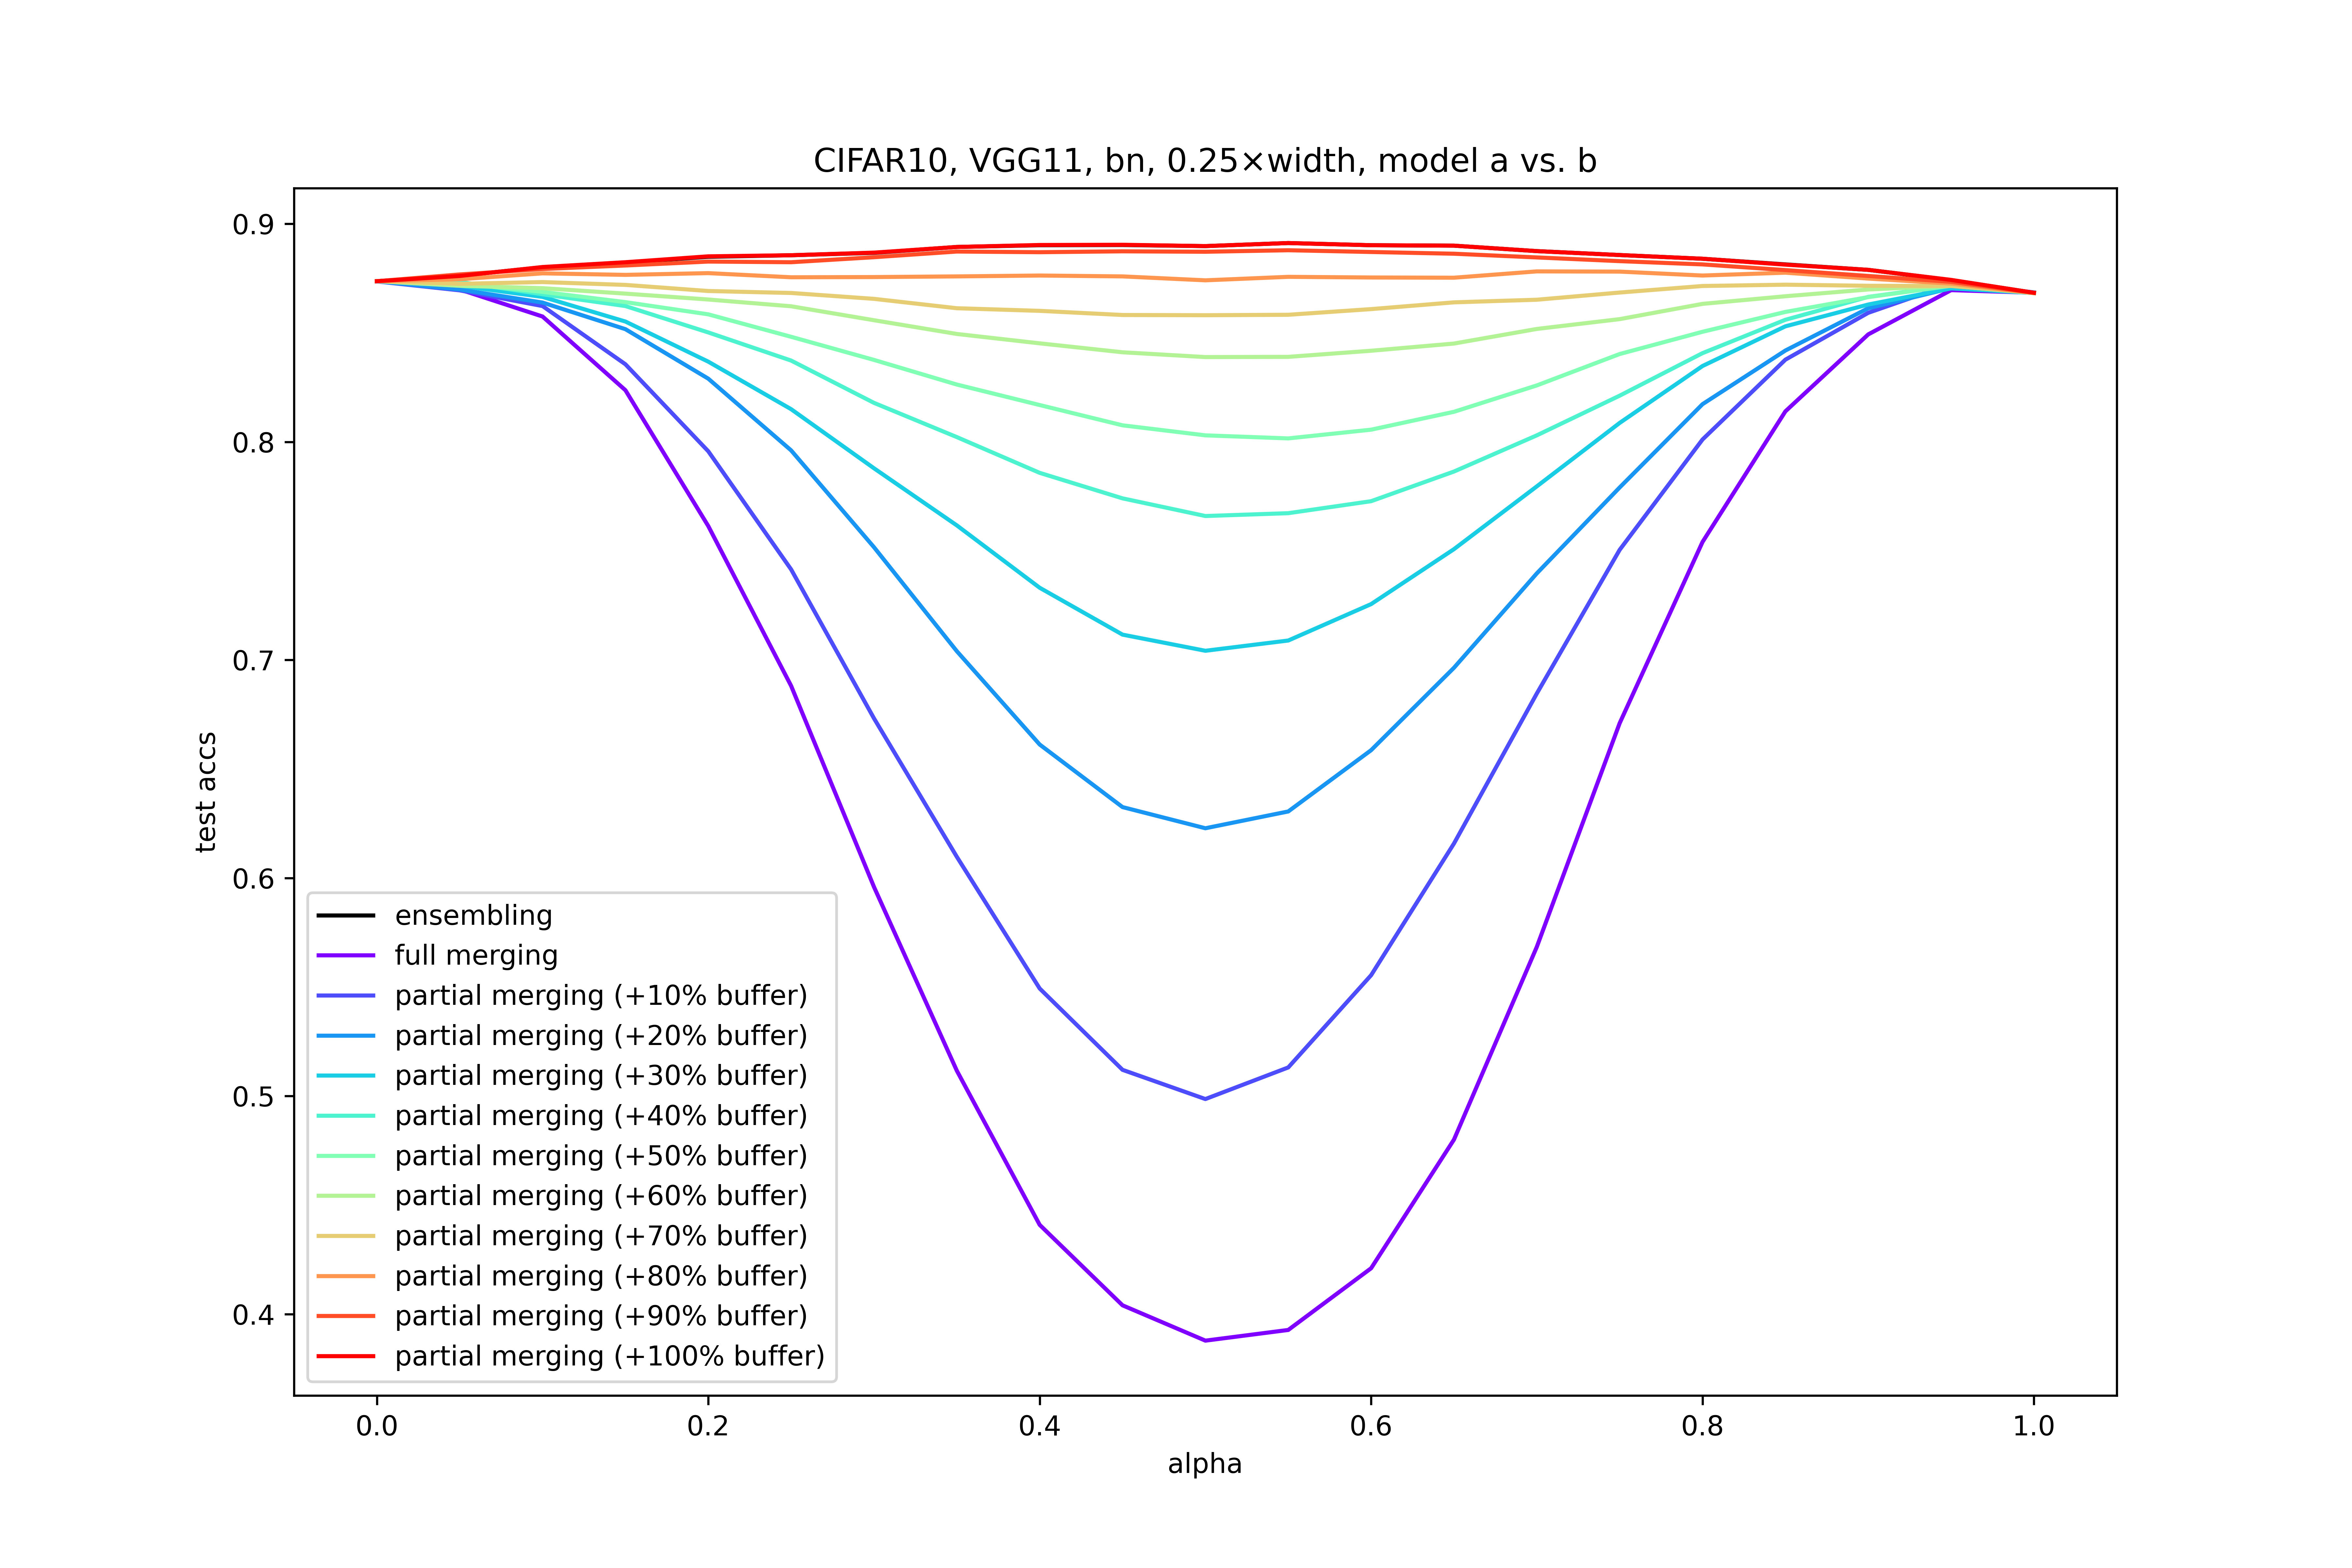 CIFAR10, VGG11, bn, 0.25×width, model a vs. b
0.9
0.8
0.7
0.6
0.5
0.4
test accs
ensembling
full merging
partial merging (+10% buffer)
partial merging (+20% buffer)
partial merging (+30% buffer)
partial merging (+40% buffer)
partial merging (+50% buffer)
partial merging (+60% buffer)
partial merging (+70% buffer)
partial merging (+80% buffer)
partial merging (+90% buffer)
partial merging (+100% buffer)
0.0 0.2 0.4 0.6 0.8 1.0
alpha